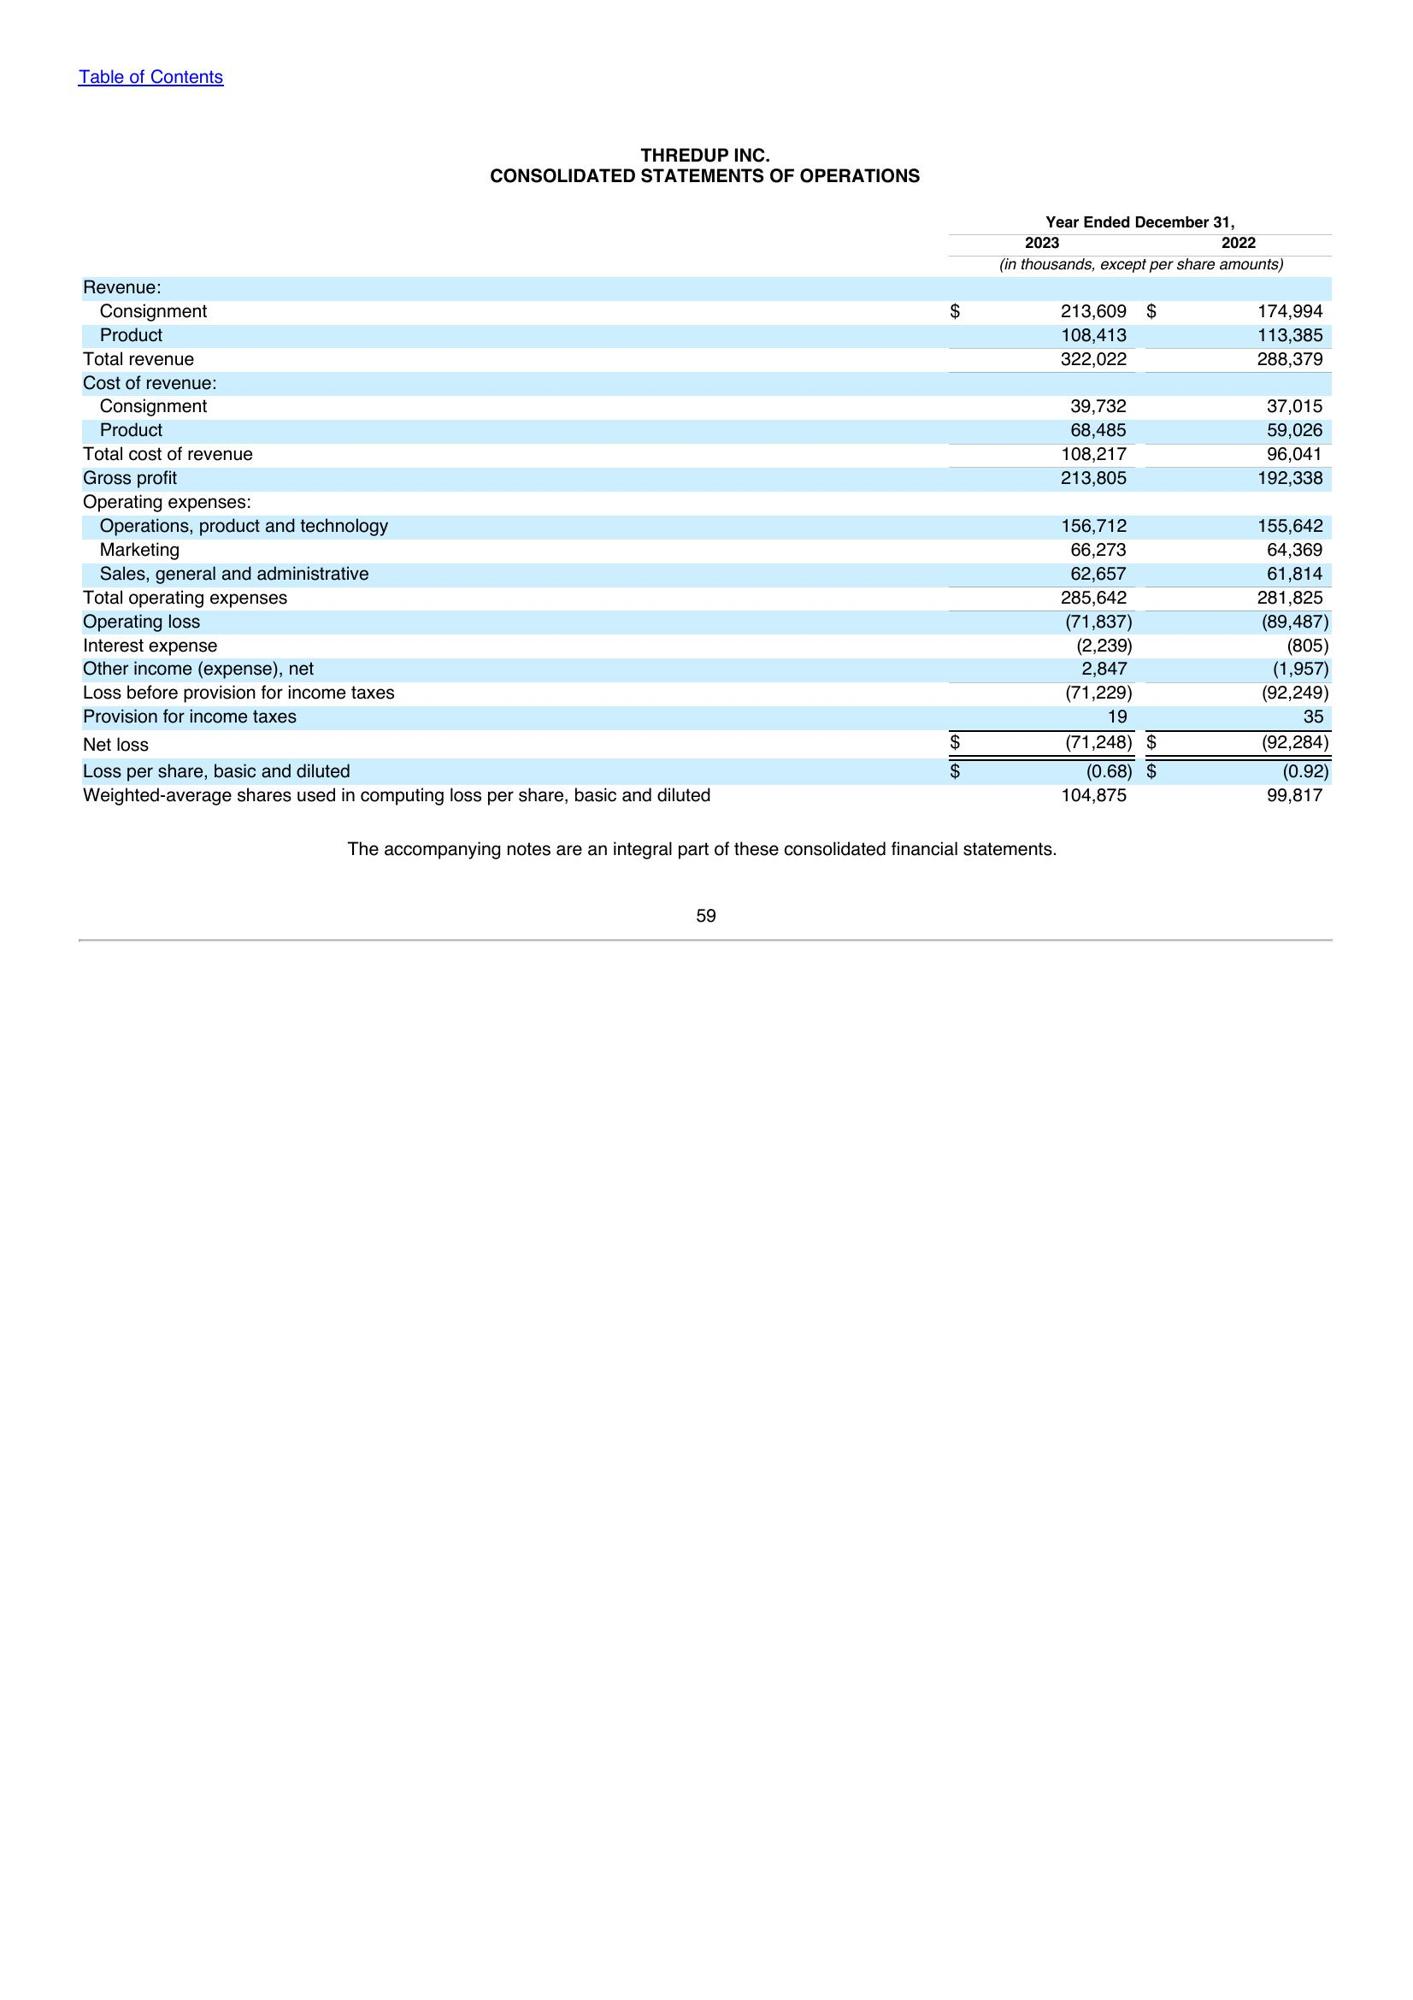 Table of Contents
THREDUP INC.
CONSOLIDATED STATEMENTS OF OPERATIONS
Year Ended December 31,
2023 2022
(in thousands, except per share amounts)
Revenue:
Consignment $ 213,609 $ 174,994
Product 108,413 113,385
Total revenue 322,022 288,379
Cost of revenue:
Consignment 39,732 37,015
Product 68,485 59,026
Total cost of revenue 108,217 96,041
Gross profit 213,805 192,338
Operating expenses:
Operations, product and technology 156,712 155,642
Marketing 66,273 64,369
Sales, general and administrative 62,657 61,814
Total operating expenses 285,642 281,825
Operating loss (71,837) (89,487)
Interest expense (2,239) (805)
Other income (expense), net 2,847 (1,957)
Loss before provision for income taxes (71,229) (92,249)
Provision for income taxes 19 35
Net loss $ (71,248) $ (92,284)
Loss per share, basic and diluted $ (0.68) $ (0.92)
Weighted-average shares used in computing loss per share, basic and diluted 104,875 99,817
The accompanying notes are an integral part of these consolidated financial statements.
59